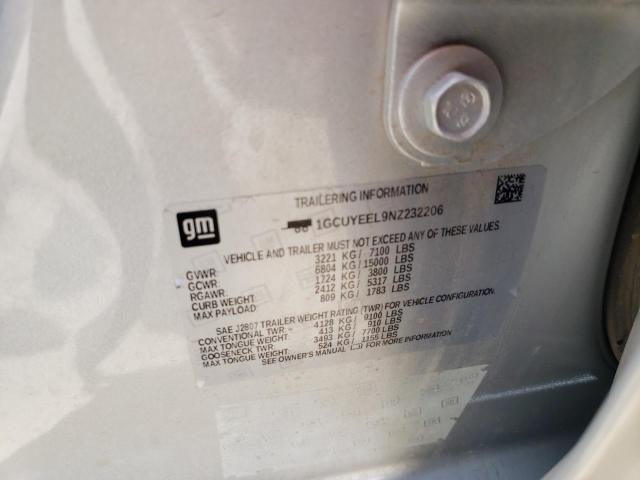 gm
TRAILERING INFORMATION
1GCUYEEL9NZ232206
VEHICLE AND TRAILER MUST NOT EXCEED ANY OF THESE VALUES
GVWR: 3221 KG / 7100 LBS
GCWR: 6804 KG / 15000 LBS
RGAWR: 1724 KG / 3800 LBS
CURB WEIGHT: 2412 KG / 5317 LBS
MAX PAYLOAD: 809 KG / 1783 LBS
SAE J2807 TRAILER WEIGHT RATING (TWR) FOR VEHICLE CONFIGURATION.
CONVENTIONAL TWR: 4128 KG / 9100 LBS
MAX TONGUE WEIGHT: 413 KG / 910 LBS
GOOSENECK TWR: 3493 KG / 7700 LBS
MAX TONGUE WEIGHT: 524 KG / 1155 LBS
SEE OWNER'S MANUAL FOR MORE INFORMATION